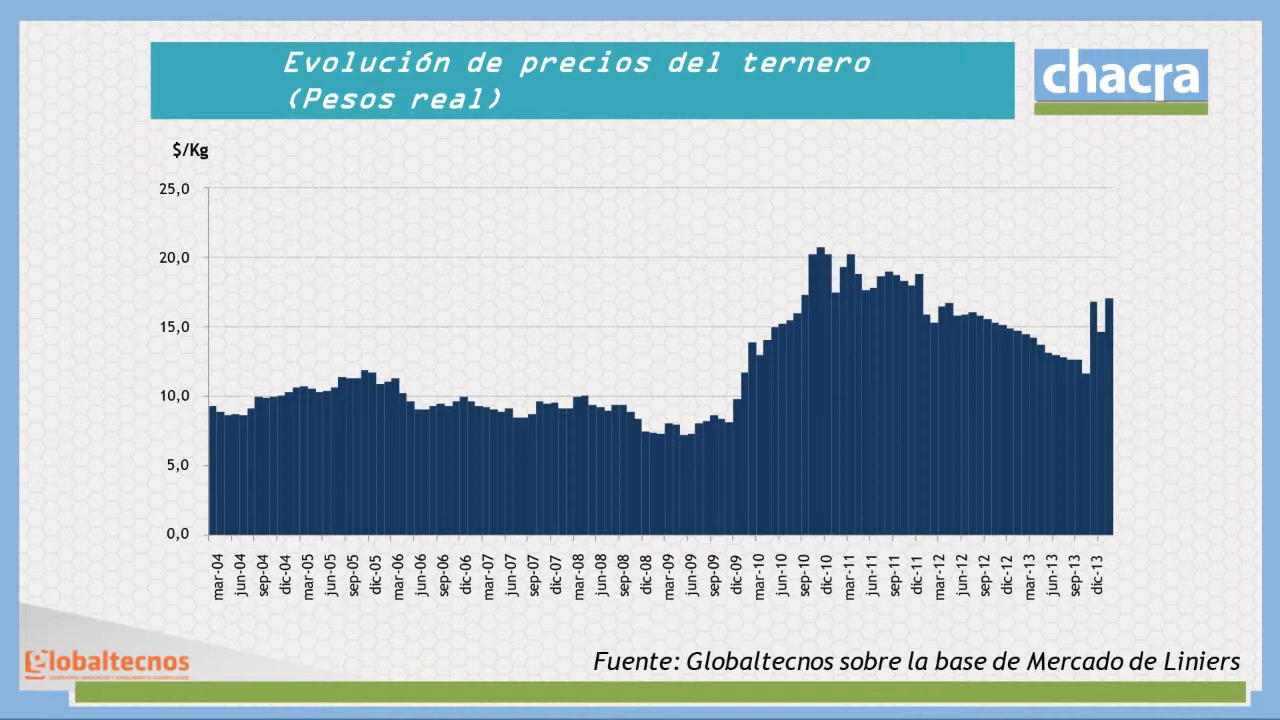 Evolución de precios del ternero
(Pesos real)
chacra
$/Kg
25,0
20,0
15,0
10,0
5,0
0,0
mar-04
jun-04
sep-04
dic-04
mar-05
jun-05
sep-05
dic-05
mar-06
jun-06
sep-06
dic-06
mar-07
jun-07
sep-07
dic-07
mar-08
jun-08
sep-08
dic-08
mar-09
jun-09
sep-09
dic-09
mar-10
jun-10
sep-10
dic-10
mar-11
jun-11
sep-11
dic-11
mar-12
jun-12
sep-12
dic-12
mar-13
jun-13
sep-13
dic-13
Globaltecnos
Fuente: Globaltecnos sobre la base de Mercado de Liniers